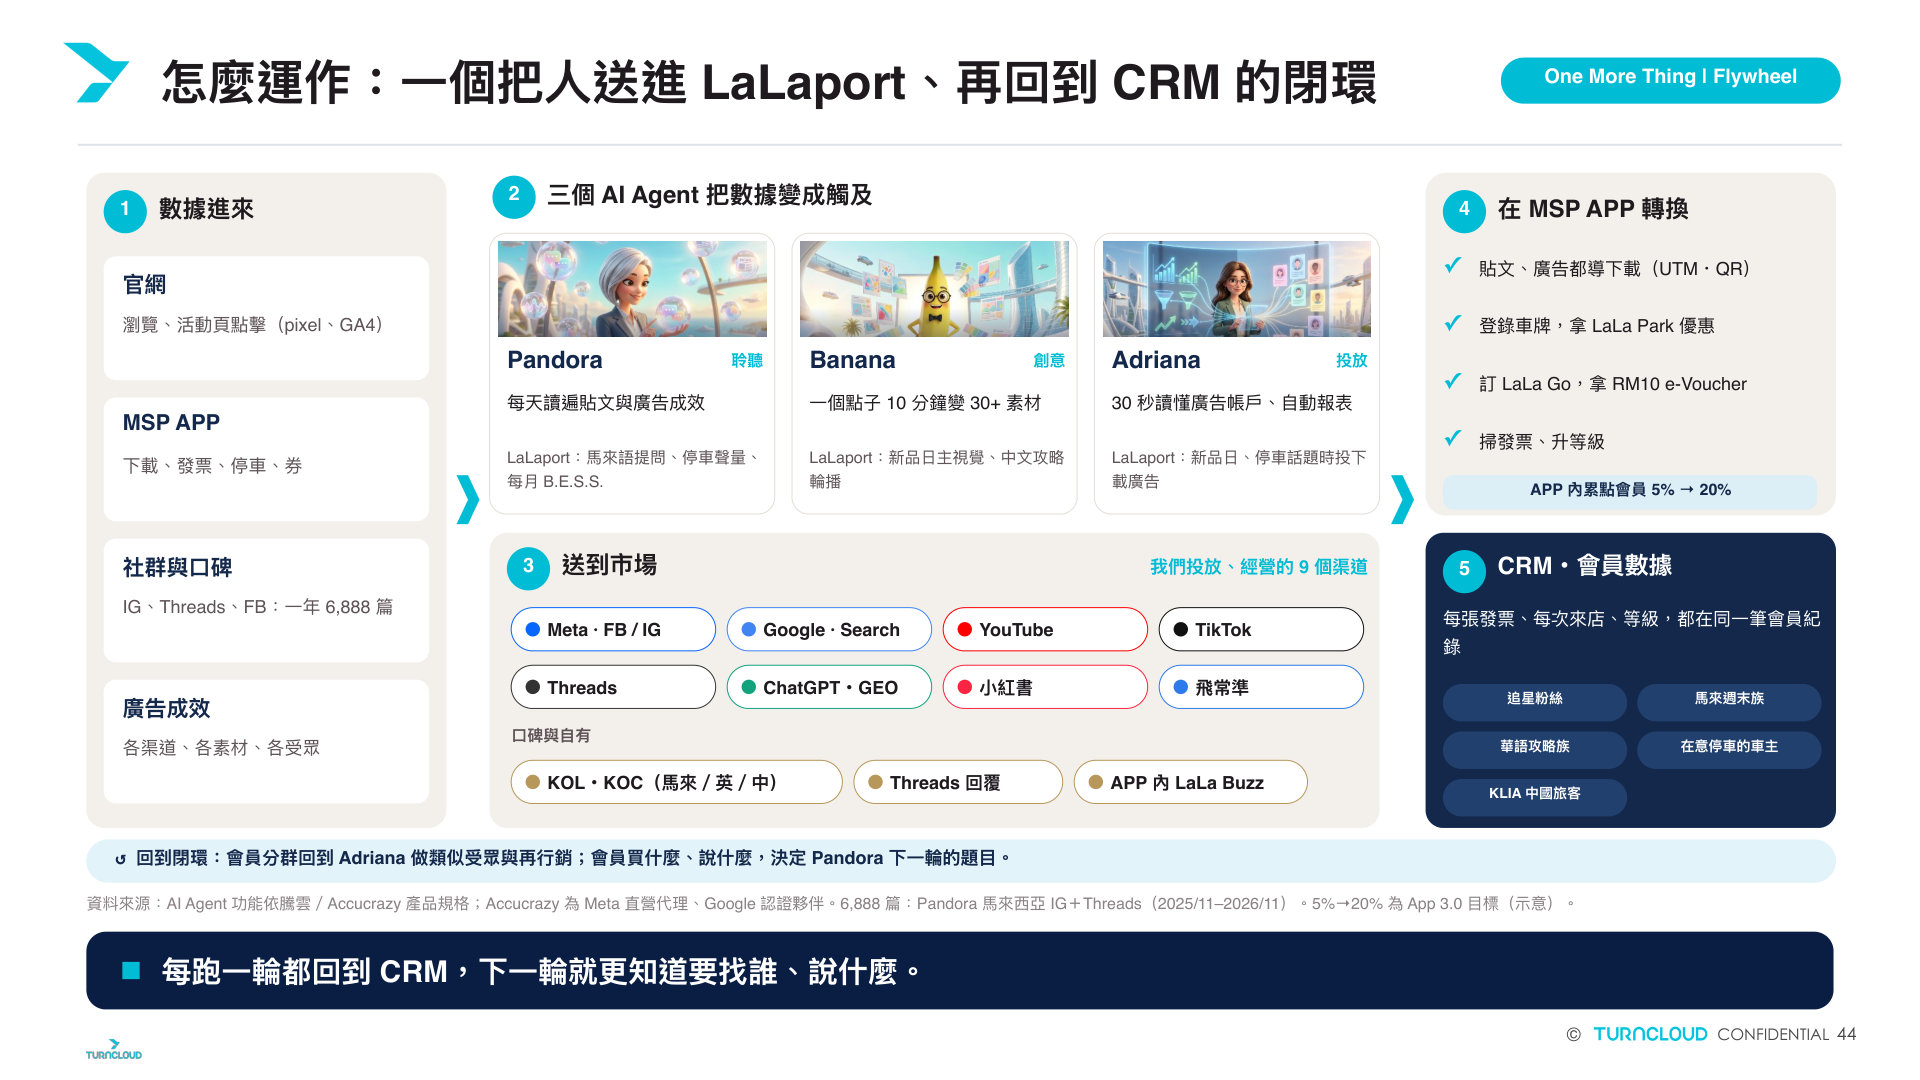 怎麼運作：一個把人送進 LaLaport、再回到 CRM 的閉環
One More Thing | Flywheel
1 數據進來
官網
瀏覽、活動頁點擊（pixel、GA4）
MSP APP
下載、發票、停車、券
社群與口碑
IG、Threads、FB：一年 6,888 篇
廣告成效
各渠道、各素材、各受眾
2 三個 AI Agent 把數據變成觸及
Pandora 聆聽
每天讀遍貼文與廣告成效
LaLaport：馬來語提問、停車聲量、
每月 B.E.S.S.
Banana 創意
一個點子 10 分鐘變 30+ 素材
LaLaport：新品日主視覺、中文攻略
輪播
Adriana 投放
30 秒讀懂廣告帳戶、自動報表
LaLaport：新品日、停車話題時投下
載廣告
3 送到市場
我們投放、經營的 9 個渠道
Meta · FB / IG
Google · Search
YouTube
TikTok
Threads
ChatGPT・GEO
小紅書
飛常準
口碑與自有
KOL・KOC（馬來 / 英 / 中）
Threads 回覆
APP 內 LaLa Buzz
4 在 MSP APP 轉換
✓ 貼文、廣告都導下載（UTM・QR）
✓ 登錄車牌，拿 LaLa Park 優惠
✓ 訂 LaLa Go，拿 RM10 e-Voucher
✓ 掃發票、升等級
APP 內累點會員 5% → 20%
5 CRM・會員數據
每張發票、每次來店、等級，都在同一筆會員紀
錄
追星粉絲
馬來週末族
華語攻略族
在意停車的車主
KLIA 中國旅客
↺ 回到閉環：會員分群回到 Adriana 做類似受眾與再行銷；會員買什麼、說什麼，決定 Pandora 下一輪的題目。
資料來源：AI Agent 功能依騰雲 / Accucrazy 產品規格；Accucrazy 為 Meta 直營代理、Google 認證夥伴。6,888 篇：Pandora 馬來西亞 IG＋Threads（2025/11–2026/11）。5%→20% 為 App 3.0 目標（示意）。
每跑一輪都回到 CRM，下一輪就更知道要找誰、說什麼。
TURNCLOUD
© TURNCLOUD CONFIDENTIAL 44